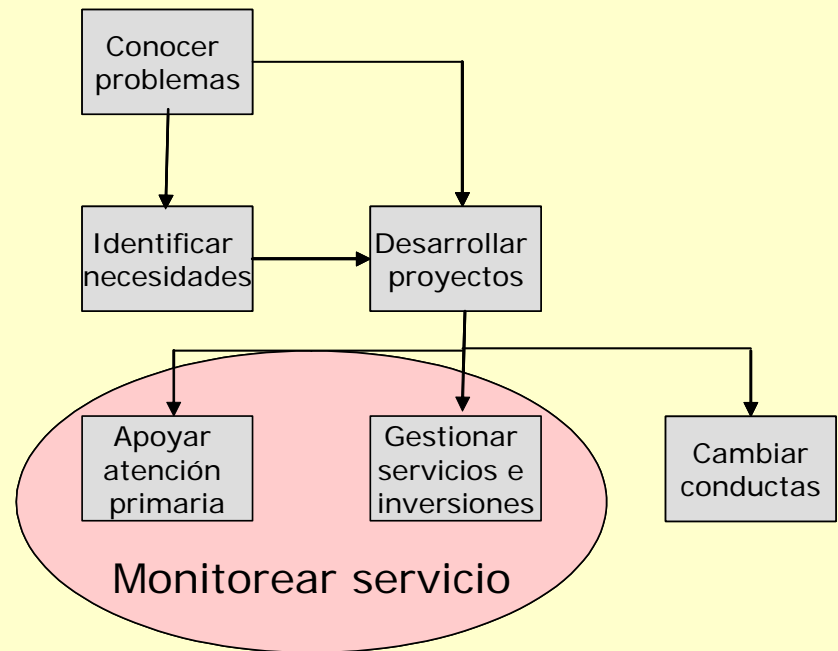 Conocer
problemas
Identificar
necesidades
Desarrollar
proyectos
Apoyar
atención
primaria
Gestionar
servicios e
inversiones
Cambiar
conductas
Monitorear servicio